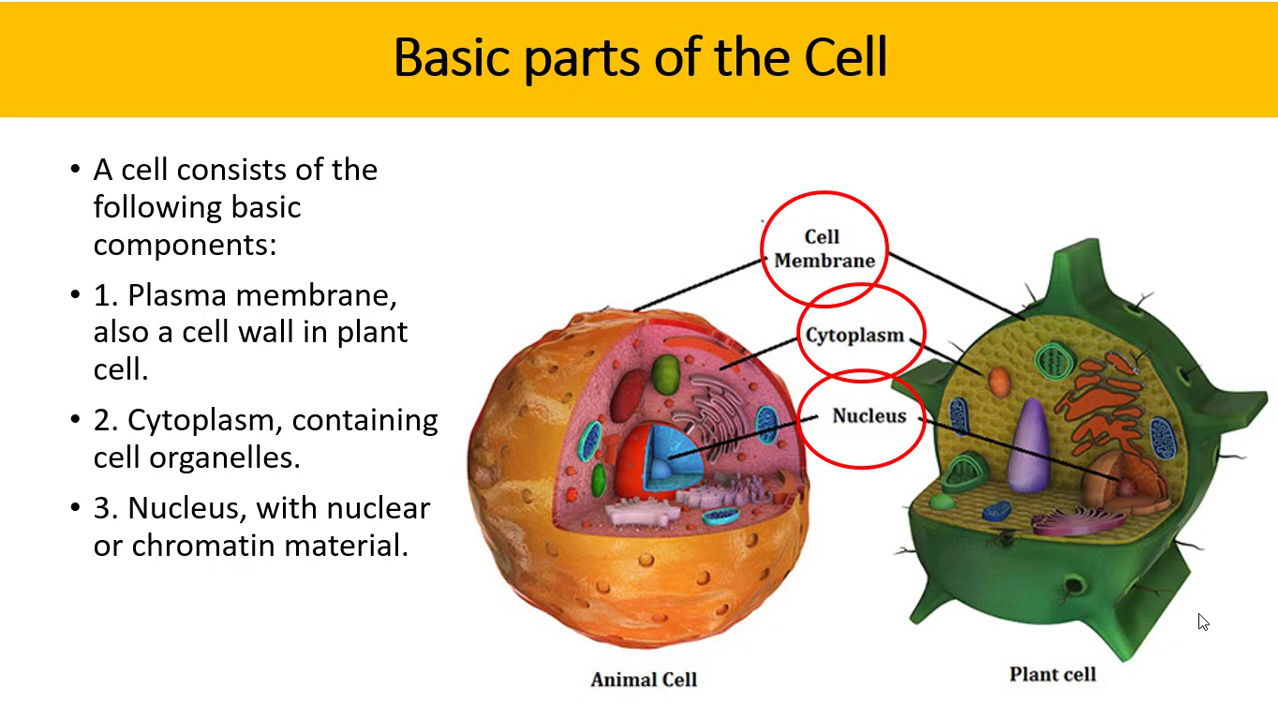 Basic parts of the Cell
• A cell consists of the
following basic
components:
• 1. Plasma membrane,
also a cell wall in plant
cell.
• 2. Cytoplasm, containing
cell organelles.
• 3. Nucleus, with nuclear
or chromatin material.
Cell
Membrane
Cytoplasm
Nucleus
Animal Cell
Plant cell